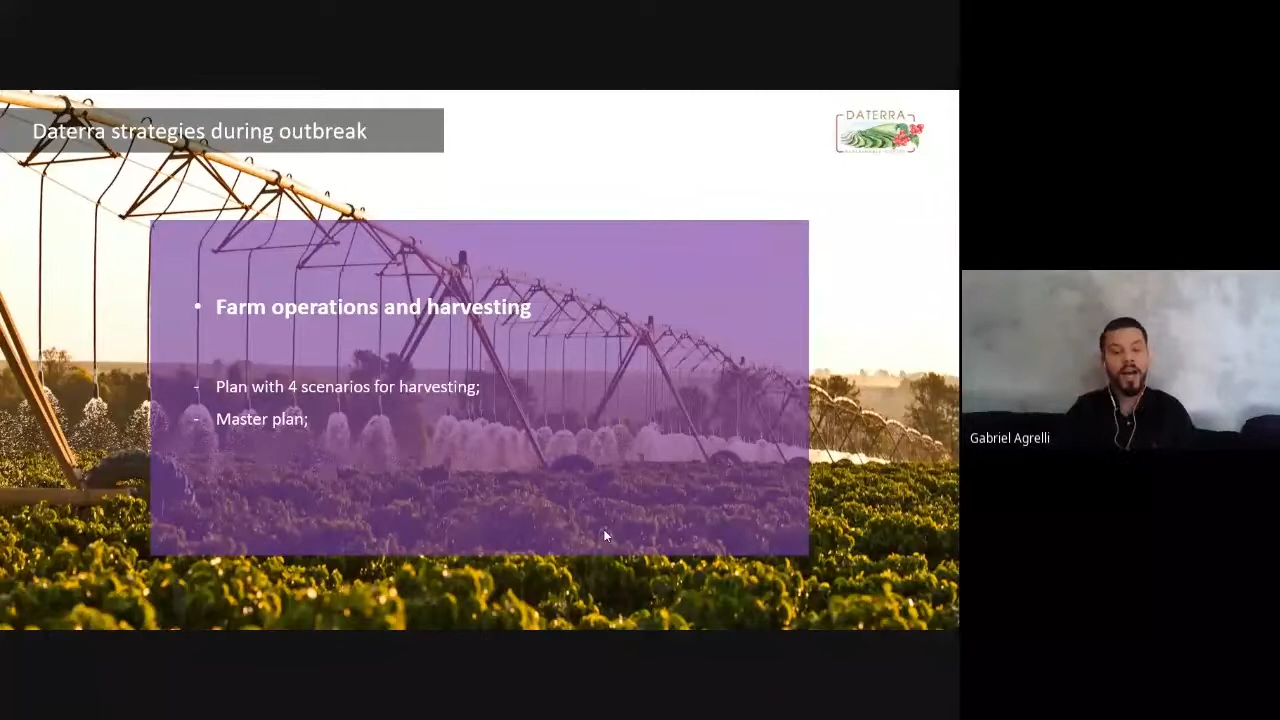 Daterra strategies during outbreak
DATERRA
• Farm operations and harvesting
- Plan with 4 scenarios for harvesting;
- Master plan;
Gabriel Agrelli